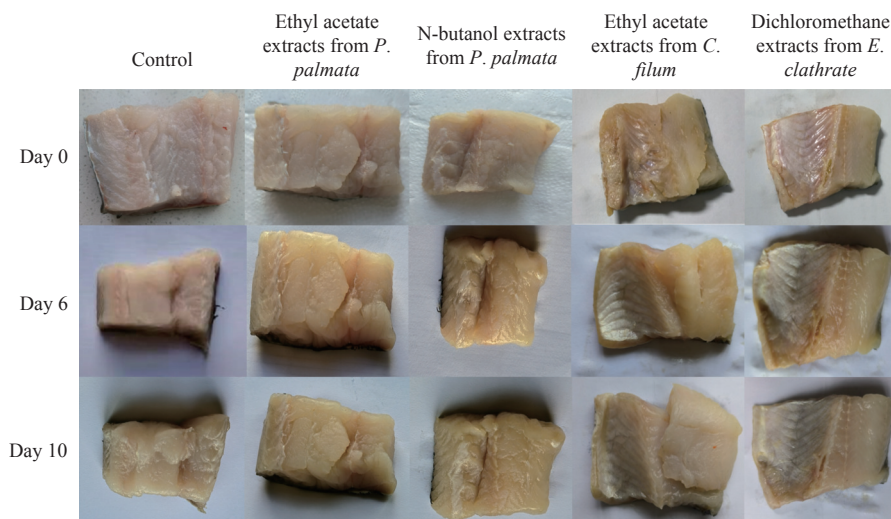 Control
Ethyl acetate
extracts from P.
palmata
N-butanol extracts
from P. palmata
Ethyl acetate
extracts from C.
filum
Dichloromethane
extracts from E.
clathrate
Day 0
Day 6
Day 10